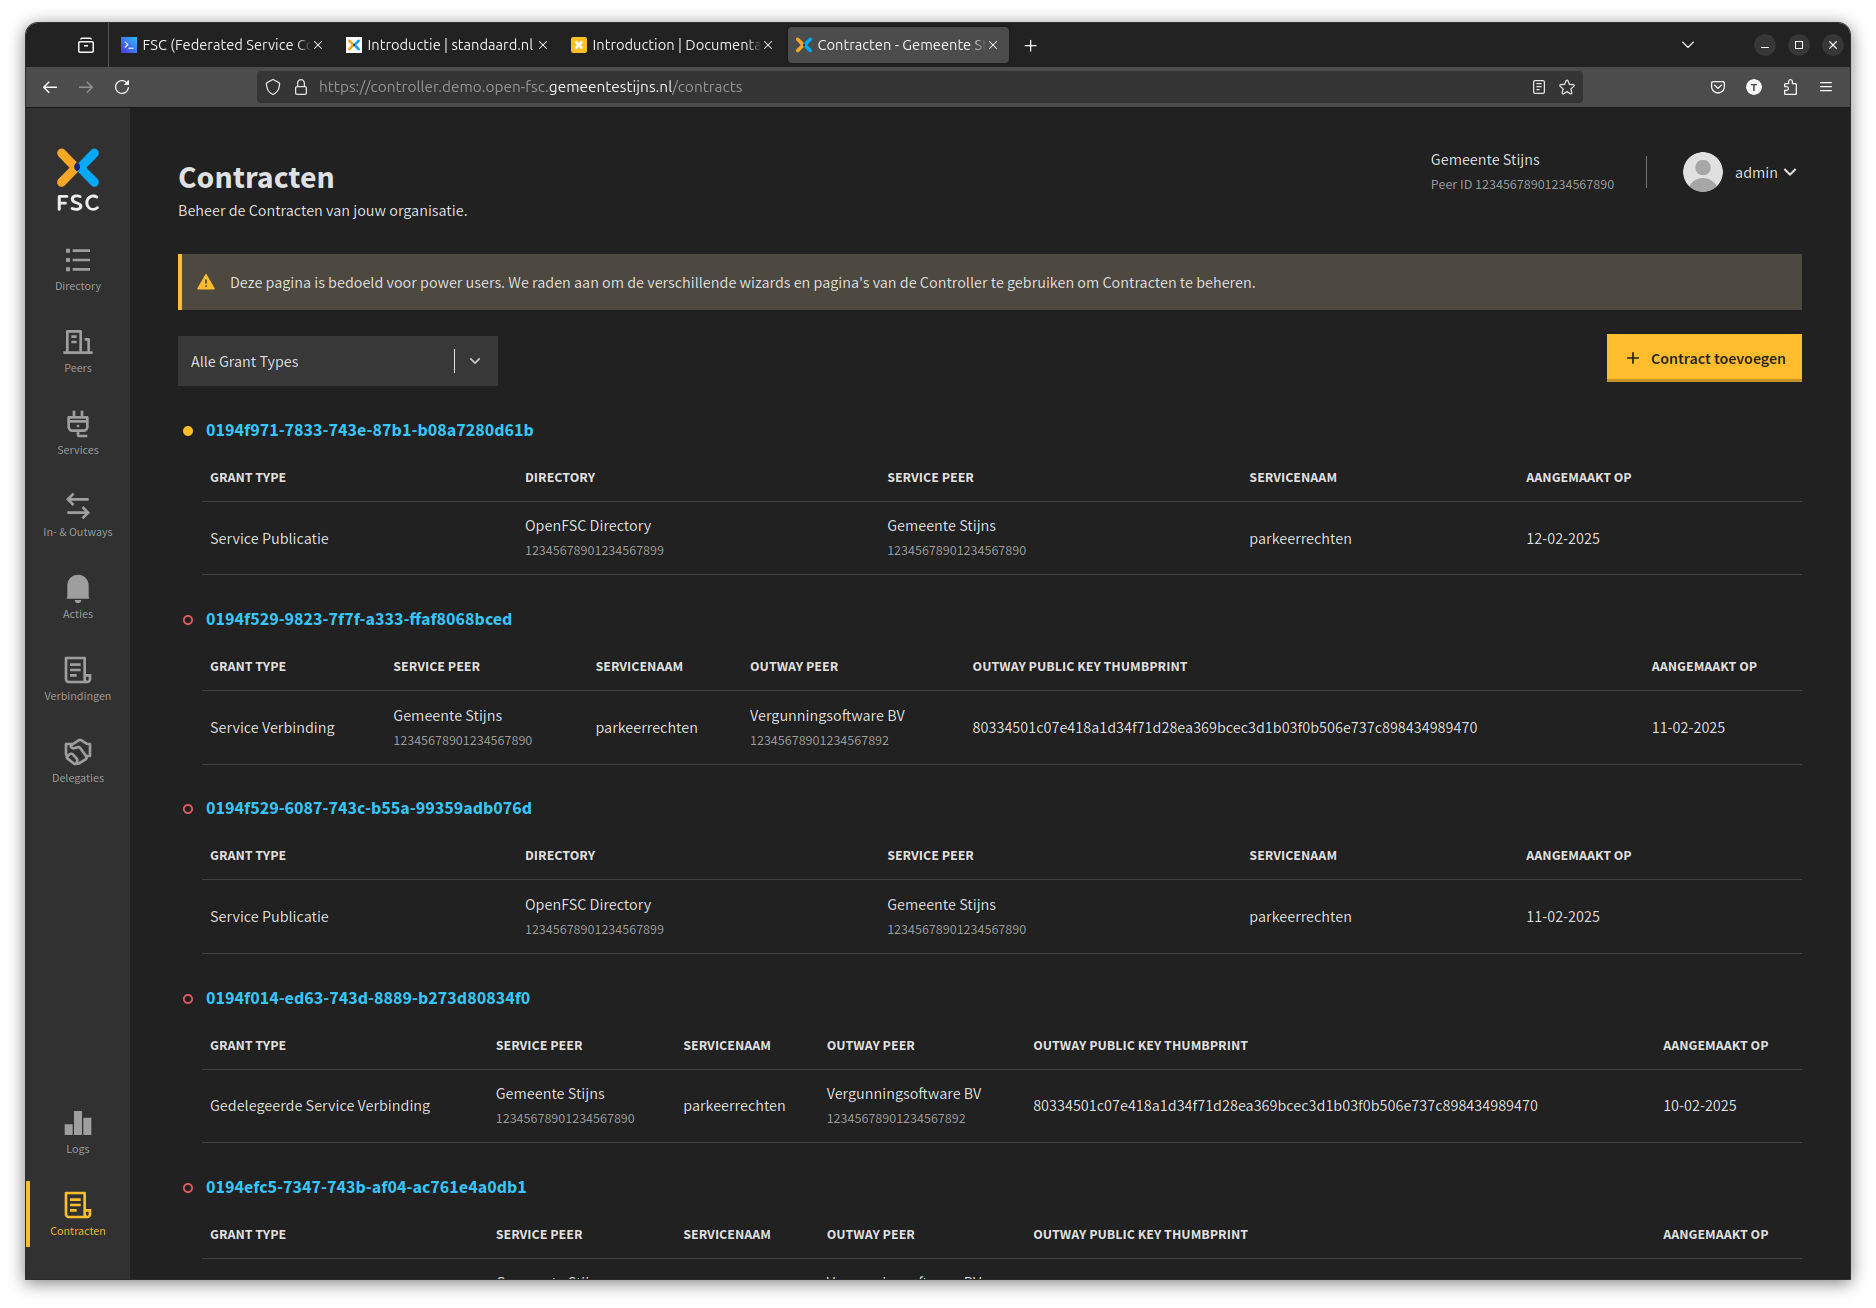 FSC (Federated Service C
Introductie | standaard.nl
Introduction | Documenta
Contracten - Gemeente S
https://controller.demo.open-fsc.gemeentestijns.nl/contracts
T
FSC
Directory
Peers
Services
In- & Outways
Acties
Verbindingen
Delegaties
Logs
Contracten
Contracten
Beheer de Contracten van jouw organisatie.
Gemeente Stijns
Peer ID 12345678901234567890
admin
Deze pagina is bedoeld voor power users. We raden aan om de verschillende wizards en pagina's van de Controller te gebruiken om Contracten te beheren.
Alle Grant Types
Contract toevoegen
0194f971-7833-743e-87b1-b08a7280d61b
GRANT TYPE DIRECTORY SERVICE PEER SERVICENAAM AANGEMAAKT OP
Service Publicatie OpenFSC Directory Gemeente Stijns parkeerrechten 12-02-2025
12345678901234567899 12345678901234567890
0194f529-9823-7f7f-a333-ffaf8068bced
GRANT TYPE SERVICE PEER SERVICENAAM OUTWAY PEER OUTWAY PUBLIC KEY THUMBPRINT AANGEMAAKT OP
Service Verbinding Gemeente Stijns parkeerrechten Vergunningsoftware BV 80334501c07e418a1d34f71d28ea369bcec3d1b03f0b506e737c898434989470 11-02-2025
12345678901234567890 12345678901234567892
0194f529-6087-743c-b55a-99359adb076d
GRANT TYPE DIRECTORY SERVICE PEER SERVICENAAM AANGEMAAKT OP
Service Publicatie OpenFSC Directory Gemeente Stijns parkeerrechten 11-02-2025
12345678901234567899 12345678901234567890
0194f014-ed63-743d-8889-b273d80834f0
GRANT TYPE SERVICE PEER SERVICENAAM OUTWAY PEER OUTWAY PUBLIC KEY THUMBPRINT AANGEMAAKT OP
Gedelegeerde Service Verbinding Gemeente Stijns parkeerrechten Vergunningsoftware BV 80334501c07e418a1d34f71d28ea369bcec3d1b03f0b506e737c898434989470 10-02-2025
12345678901234567890 12345678901234567892
0194efc5-7347-743b-af04-ac761e4a0db1
GRANT TYPE SERVICE PEER SERVICENAAM OUTWAY PEER OUTWAY PUBLIC KEY THUMBPRINT AANGEMAAKT OP